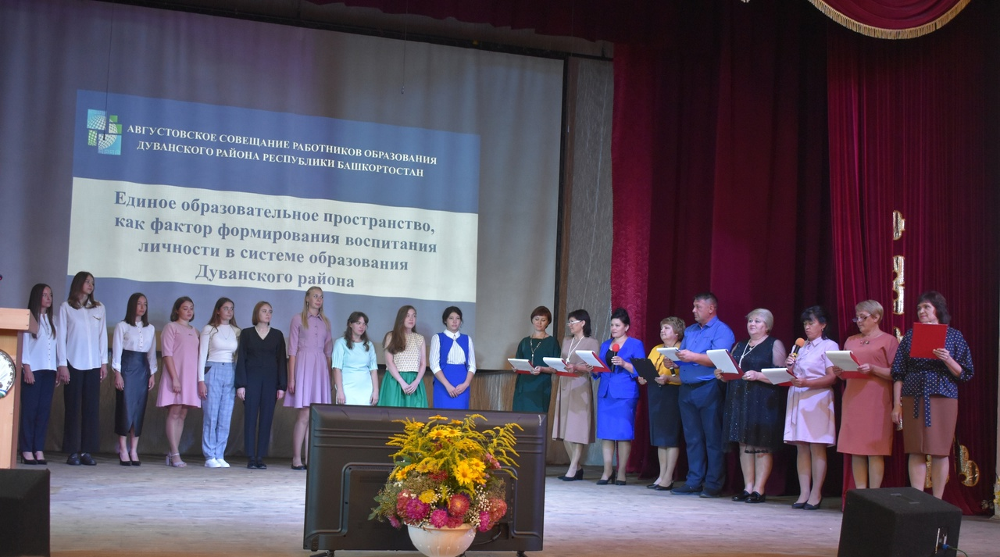 АВГУСТОВСКОЕ СОВЕЩАНИЕ РАБОТНИКОВ ОБРАЗОВАНИЯ
ДУВАНСКОГО РАЙОНА РЕСПУБЛИКИ БАШКОРТОСТАН
Единое образовательное пространство,
как фактор формирования воспитания
личности в системе образования
Дуванского района